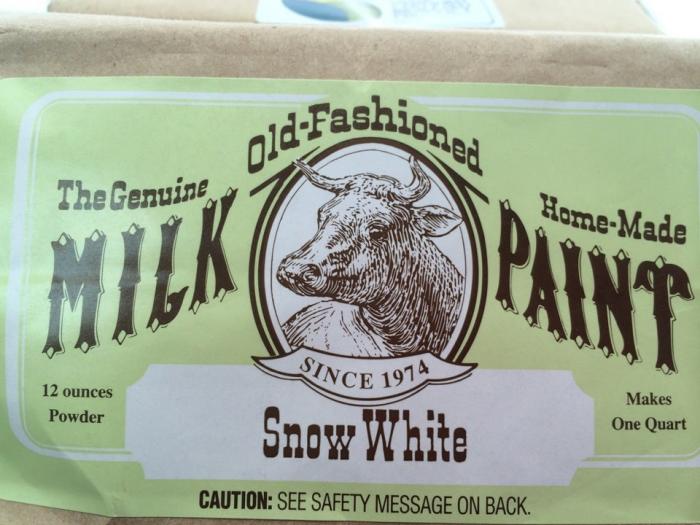 Old-Fashioned
The Genuine
MILK
Home-Made
PAINT
SINCE 1974
12 ounces
Powder
Makes
One Quart
Snow White
CAUTION: SEE SAFETY MESSAGE ON BACK.